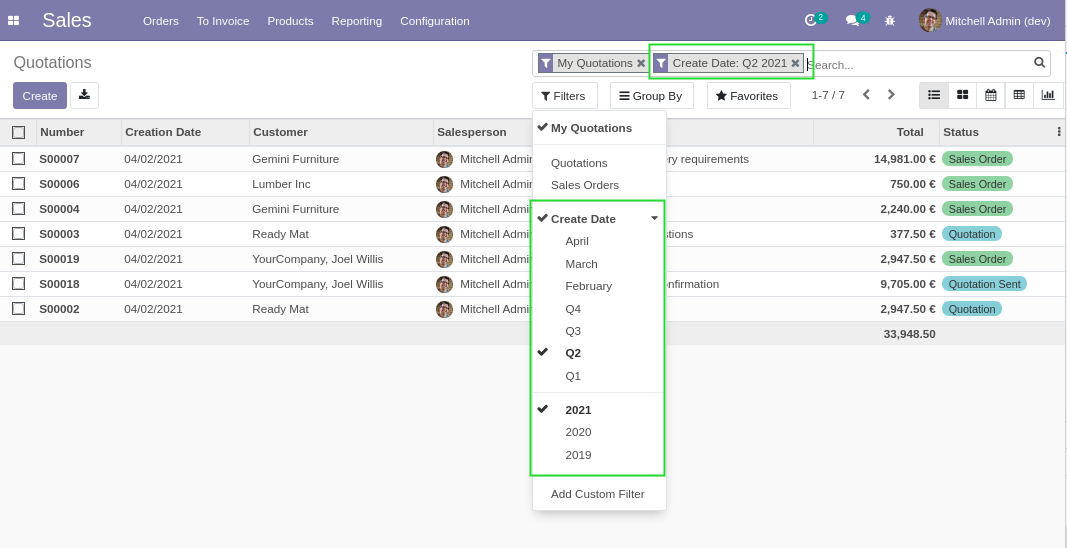 Sales Orders To Invoice Products Reporting Configuration 2 4 Mitchell Admin (dev)
Quotations My Quotations Create Date: Q2 2021 Search...
Create Filters Group By Favorites 1-7 / 7
Number Creation Date Customer Salesperson Total Status
My Quotations
S00007 04/02/2021 Gemini Furniture Mitchell Admin ry requirements 14,981.00 € Sales Order
Quotations
S00006 04/02/2021 Lumber Inc Mitchell Admin 750.00 € Sales Order
Sales Orders
S00004 04/02/2021 Gemini Furniture Mitchell Admin 2,240.00 € Sales Order
Create Date
S00003 04/02/2021 Ready Mat Mitchell Admin stions 377.50 € Quotation
April
S00019 04/02/2021 YourCompany, Joel Willis Mitchell Admin 2,947.50 € Sales Order
March
S00018 04/02/2021 YourCompany, Joel Willis Mitchell Admin nfirmation 9,705.00 € Quotation Sent
February
S00002 04/02/2021 Ready Mat Mitchell Admin 2,947.50 € Quotation
Q4
33,948.50
Q3
Q2
Q1
2021
2020
2019
Add Custom Filter